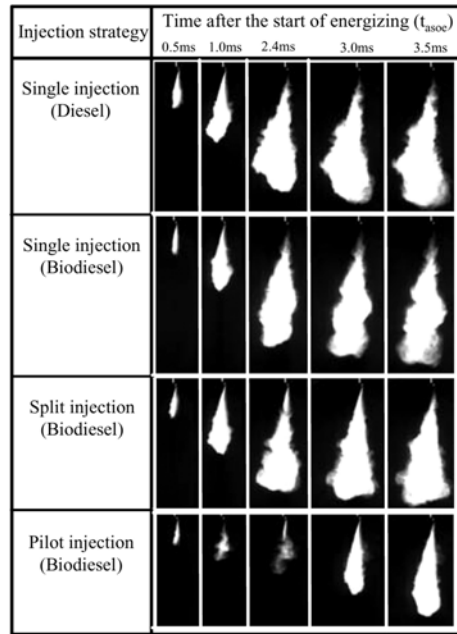 Injection strategy
Time after the start of energizing (t_asoe)
0.5ms 1.0ms 2.4ms 3.0ms 3.5ms
Single injection
(Diesel)
Single injection
(Biodiesel)
Split injection
(Biodiesel)
Pilot injection
(Biodiesel)